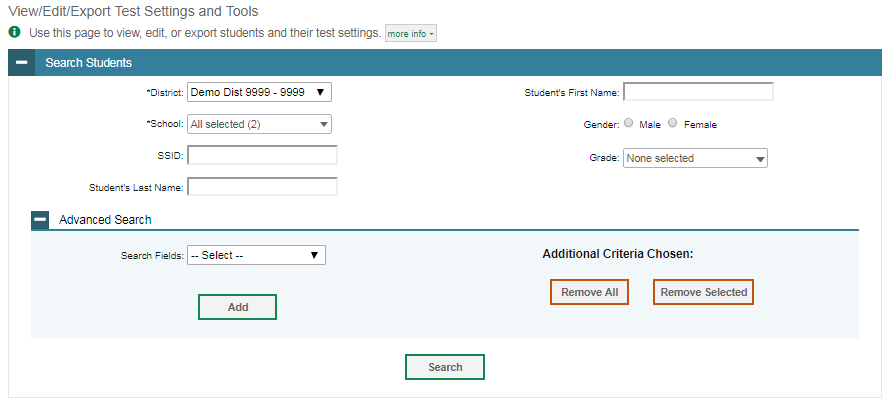 View/Edit/Export Test Settings and Tools
Use this page to view, edit, or export students and their test settings. more info
Search Students
*District: Demo Dist 9999 - 9999
Student's First Name:
*School: All selected (2)
Gender: Male Female
SSID:
Grade: None selected
Student's Last Name:
Advanced Search
Search Fields: -- Select --
Additional Criteria Chosen:
Add
Remove All Remove Selected
Search